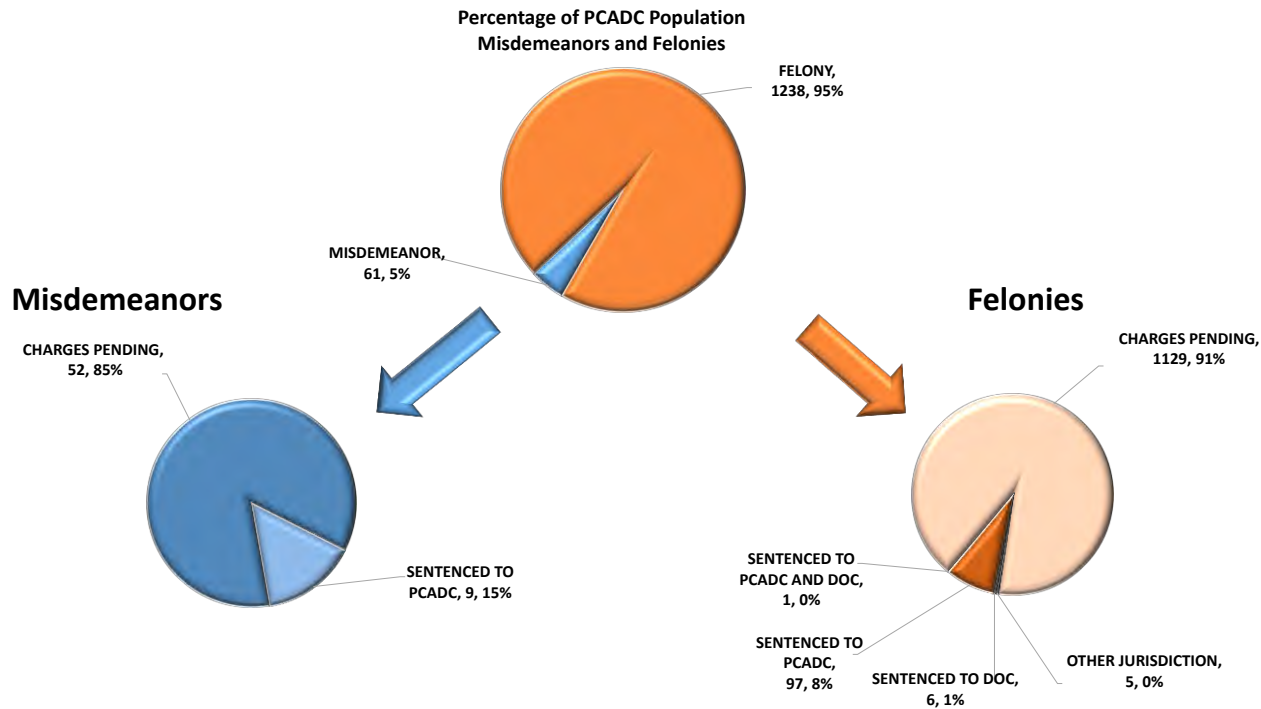 Percentage of PCADC Population
Misdemeanors and Felonies
FELONY,
1238, 95%
MISDEMEANOR,
61, 5%
Misdemeanors
Felonies
CHARGES PENDING,
52, 85%
SENTENCED TO
PCADC, 9, 15%
CHARGES PENDING,
1129, 91%
SENTENCED TO
PCADC AND DOC,
1, 0%
SENTENCED TO
PCADC,
97, 8%
SENTENCED TO DOC,
6, 1%
OTHER JURISDICTION,
5, 0%